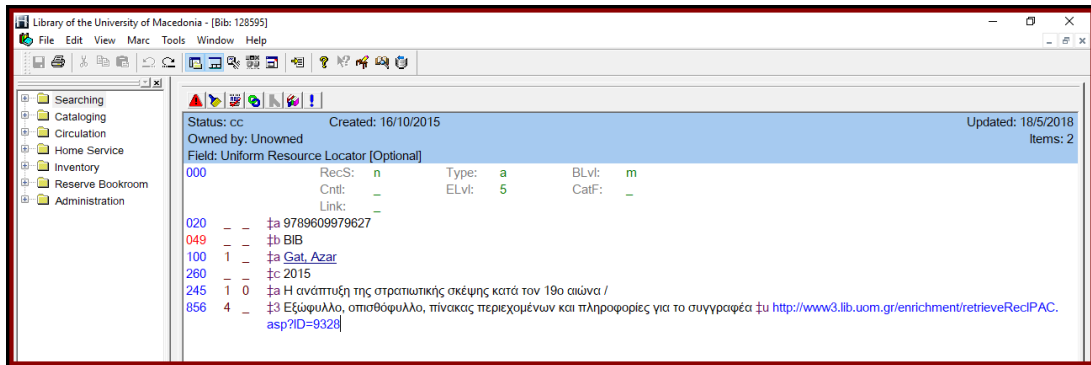 Library of the University of Macedonia - [Bib: 128595]
File Edit View Marc Tools Window Help
Searching
Cataloging
Circulation
Home Service
Inventory
Reserve Bookroom
Administration
Status: cc Created: 16/10/2015 Updated: 18/5/2018
Owned by: Unowned Items: 2
Field: Uniform Resource Locator [Optional]
000 RecS: n Type: a BLvl: m
Cntl: _ ELvl: 5 CatF: _
Link: _
020 _ _ ‡a 9789609979627
049 _ _ ‡b BIB
100 1 _ ‡a Gat, Azar
260 _ _ ‡c 2015
245 1 0 ‡a Η ανάπτυξη της στρατιωτικής σκέψης κατά τον 19ο αιώνα /
856 4 _ ‡3 Εξώφυλλο, οπισθόφυλλο, πίνακας περιεχομένων και πληροφορίες για το συγγραφέα ‡u http://www3.lib.uom.gr/enrichment/retrieveRecIPAC.
asp?ID=9328